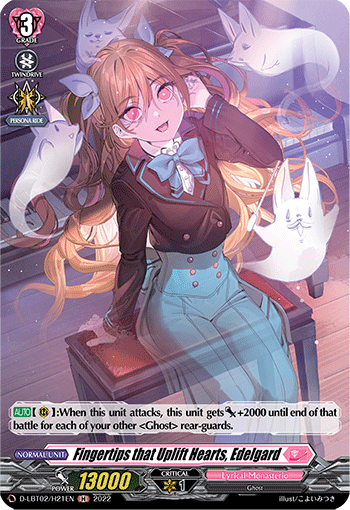 3
GRADE
TWINDRIVE
PERSONA RIDE
AUTO【 】:When this unit attacks, this unit gets +2000 until end of that
battle for each of your other <Ghost> rear-guards.
NORMAL UNIT Fingertips that Uplift Hearts, Edelgard
Lyrical Monasterio
POWER 13000 CRITICAL 1 Ghost
D-LBT02/H21EN H 2022 illust/こよいみつき